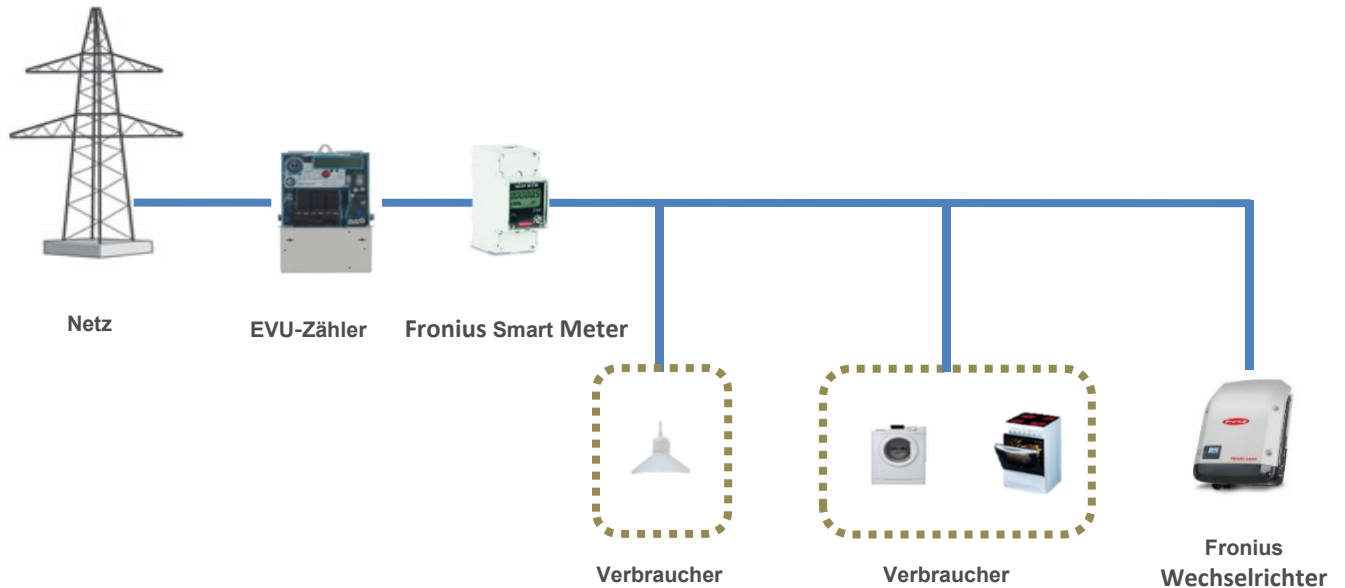 Netz
EVU-Zähler
Fronius Smart Meter
Verbraucher
Verbraucher
Fronius
Wechselrichter